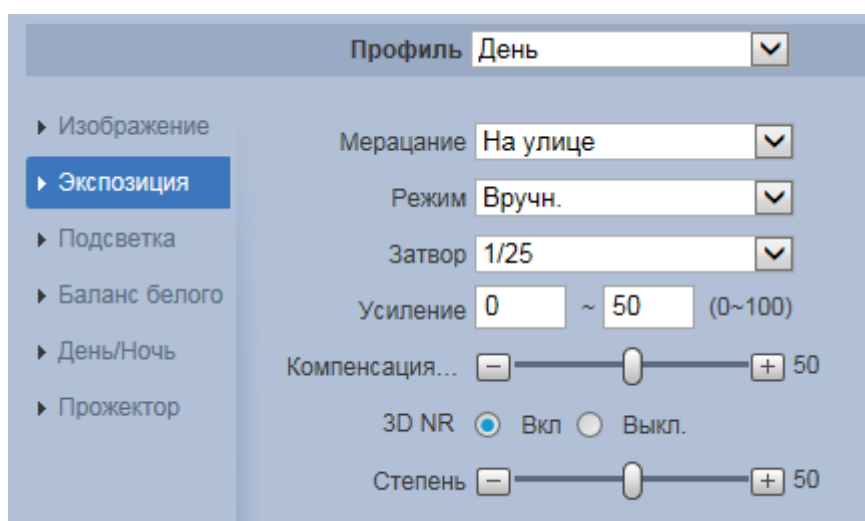 Профиль День
Изображение
Мерацание На улице
Экспозиция
Режим Вручн.
Подсветка
Затвор 1/25
Баланс белого
Усиление 0 ~ 50 (0~100)
День/Ночь
Компенсация... 50
Прожектор
3D NR Вкл Выкл.
Степень 50